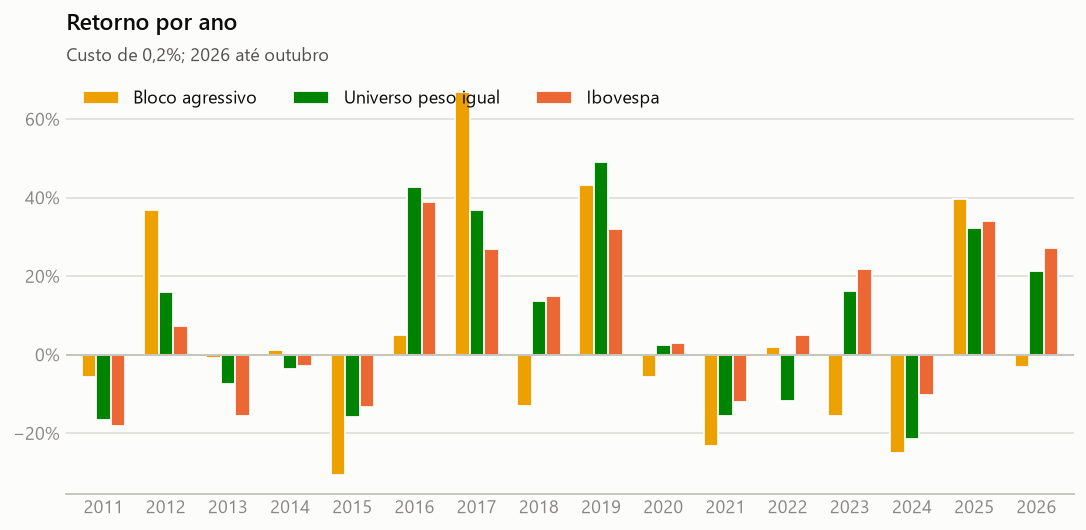 Retorno por ano
Custo de 0,2%; 2026 até outubro
Bloco agressivo Universo peso igual Ibovespa
60%
40%
20%
0%
−20%
2011 2012 2013 2014 2015 2016 2017 2018 2019 2020 2021 2022 2023 2024 2025 2026